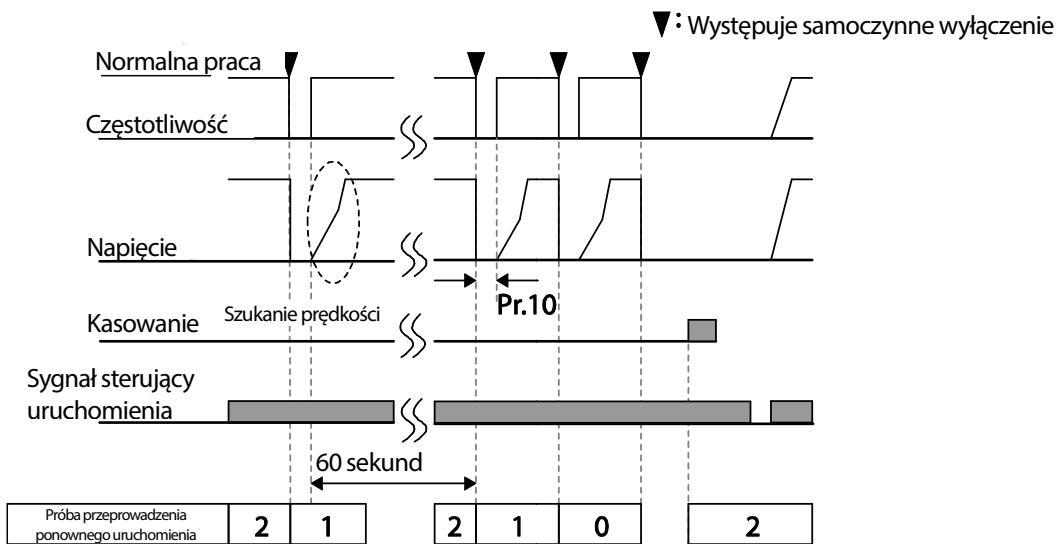 ▼: Występuje samoczynne wyłączenie
Normalna praca
Częstotliwość
Napięcie
Pr.10
Szukanie prędkości
Kasowanie
Sygnał sterujący
uruchomienia
60 sekund
Próba przeprowadzenia
ponownego uruchomienia
2 1 2 1 0 2